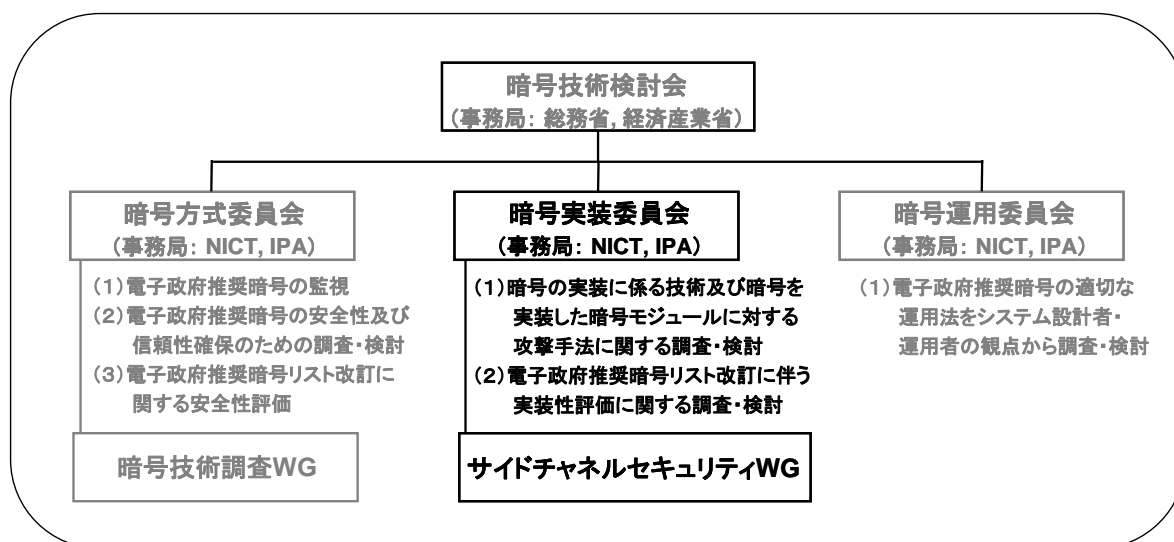 暗号技術検討会
(事務局: 総務省, 経済産業省)
暗号方式委員会
(事務局: NICT, IPA)
(1)電子政府推奨暗号の監視
(2)電子政府推奨暗号の安全性及び
信頼性確保のための調査・検討
(3)電子政府推奨暗号リスト改訂に
関する安全性評価
暗号技術調査WG
暗号実装委員会
(事務局: NICT, IPA)
(1)暗号の実装に係る技術及び暗号を
実装した暗号モジュールに対する
攻撃手法に関する調査・検討
(2)電子政府推奨暗号リスト改訂に伴う
実装性評価に関する調査・検討
サイドチャネルセキュリティWG
暗号運用委員会
(事務局: NICT, IPA)
(1)電子政府推奨暗号の適切な
運用法をシステム設計者・
運用者の観点から調査・検討